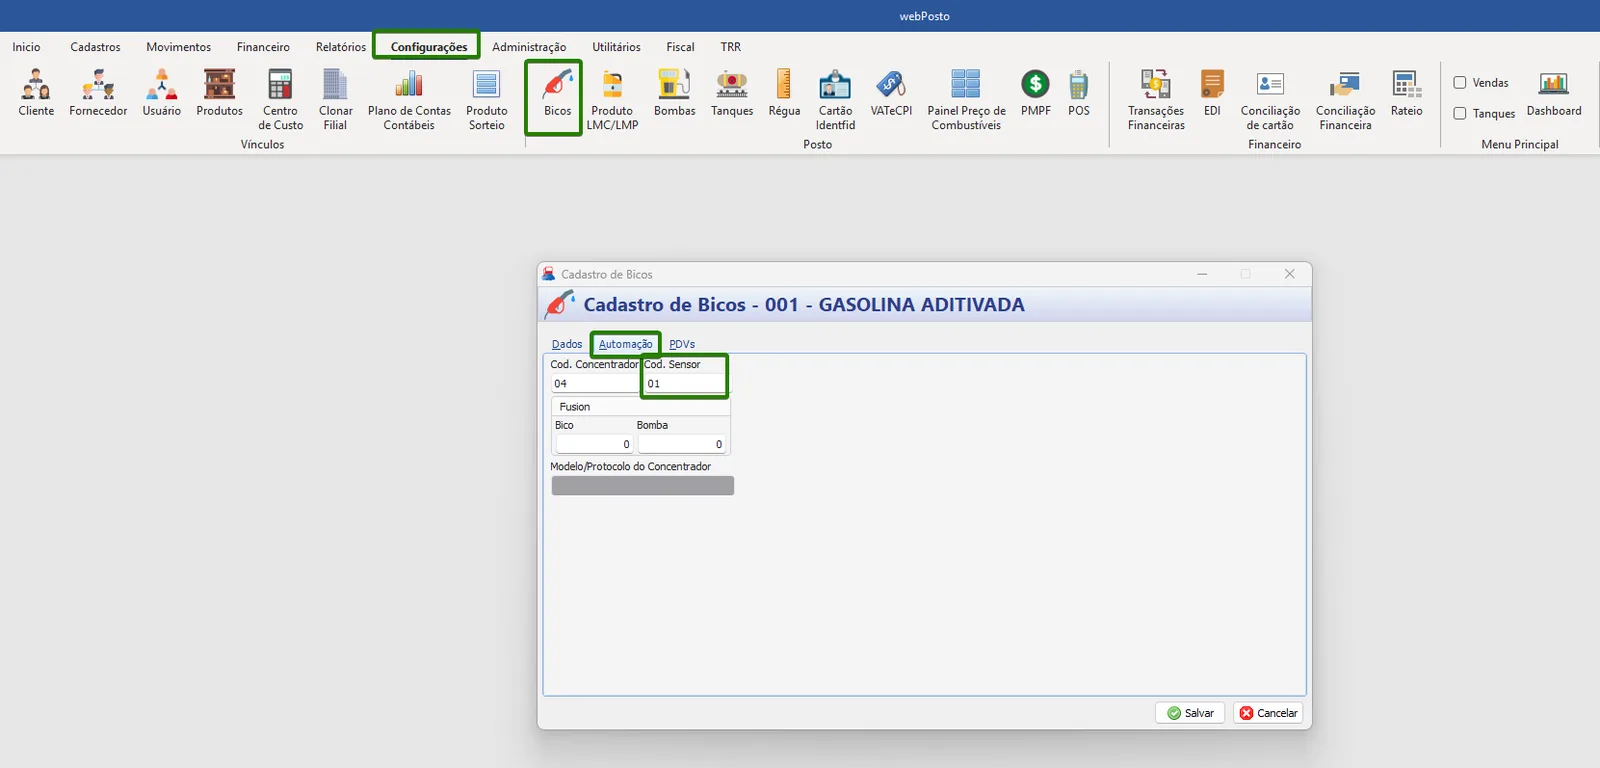 webPosto
Inicio Cadastros Movimentos Financeiro Relatórios Configurações Administração Utilitários Fiscal TRR
Cliente Fornecedor Usuário Produtos Centro de Custo Clonar Filial Plano de Contas Contábeis Produto Sorteio
Vínculos
Bicos Produto LMC/LMP Bombas Tanques Régua Cartão Identfid VATeCPI Painel Preço de Combustíveis PMPF POS
Posto
Transações Financeiras EDI Conciliação de cartão Conciliação Financeira Rateio
Financeiro
Vendas
Tanques
Dashboard
Menu Principal
Cadastro de Bicos
Cadastro de Bicos - 001 - GASOLINA ADITIVADA
Dados Automação PDVs
Cod. Concentrador Cod. Sensor
04 01
Fusion
Bico Bomba
0 0
Modelo/Protocolo do Concentrador
Salvar Cancelar